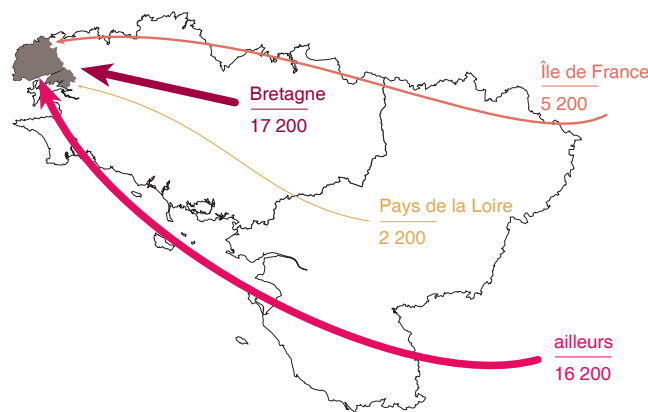 Île de France
5 200
Bretagne
17 200
Pays de la Loire
2 200
ailleurs
16 200